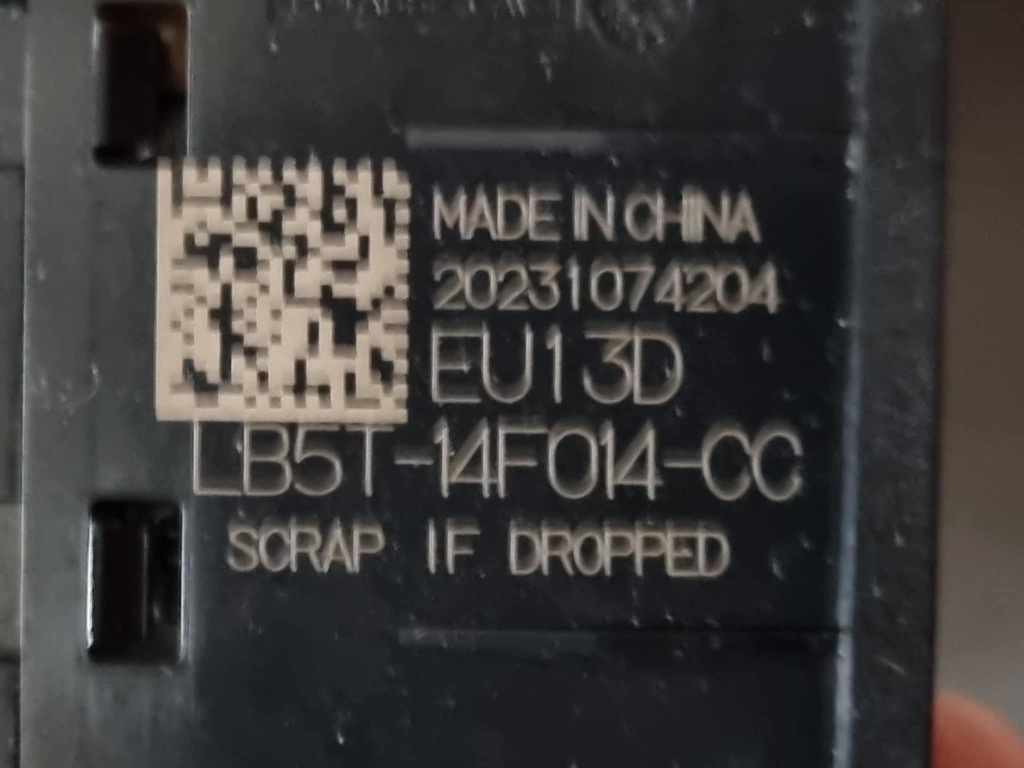 MADE IN CHINA
20231074204
EU13D
LB5T-14F014-CC
SCRAP IF DROPPED